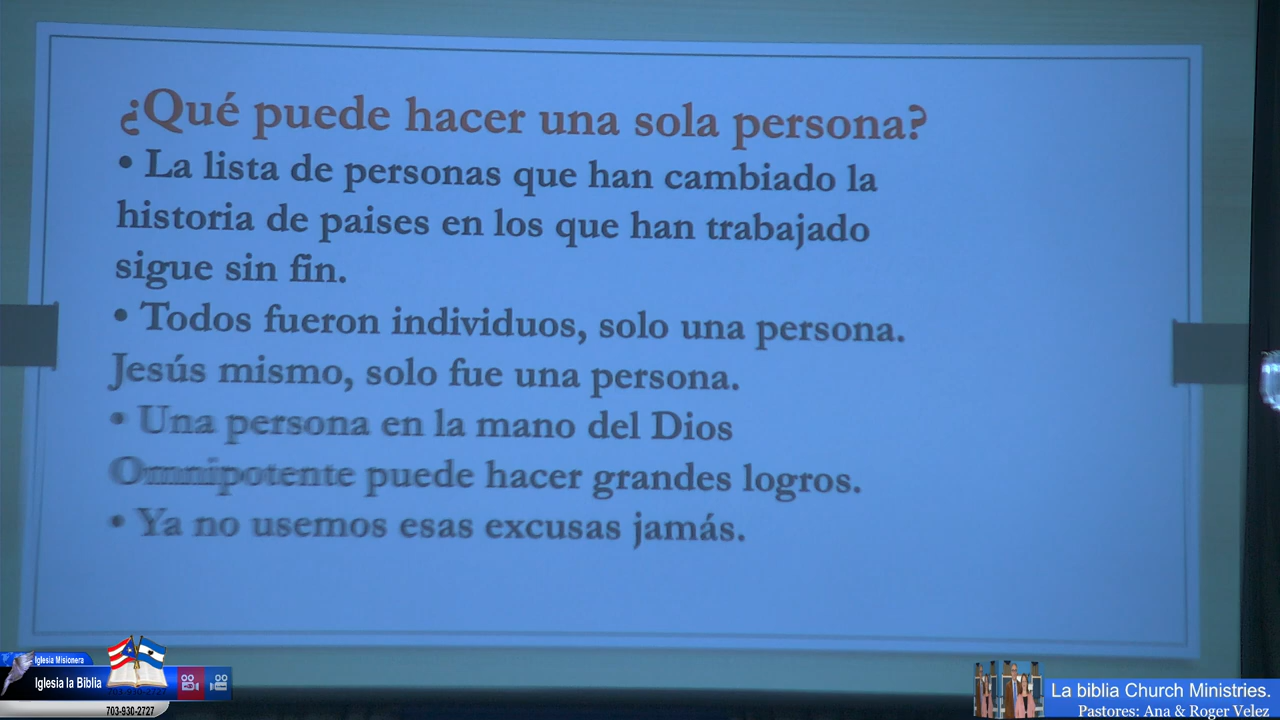 ¿Qué puede hacer una sola persona?
• La lista de personas que han cambiado la
historia de paises en los que han trabajado
sigue sin fin.
• Todos fueron individuos, solo una persona.
Jesús mismo, solo fue una persona.
• Una persona en la mano del Dios
Omnipotente puede hacer grandes logros.
• Ya no usemos esas excusas jamás.
Iglesia Misionera
Iglesia la Biblia
703-930-2727
703-930-2727
La biblia Church Ministries.
Pastores: Ana & Roger Velez